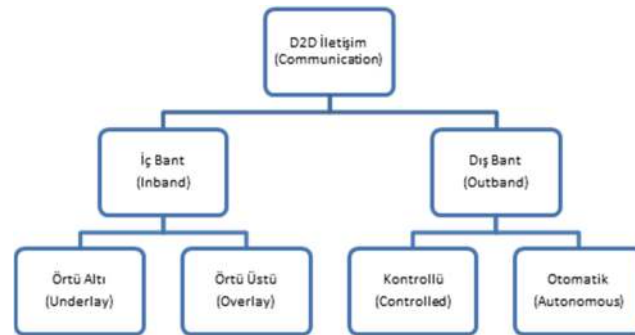 D2D İletişim
(Communication)
İç Bant
(Inband)
Dış Bant
(Outband)
Örtü Altı
(Underlay)
Örtü Üstü
(Overlay)
Kontrollü
(Controlled)
Otomatik
(Autonomous)